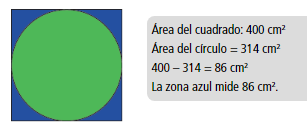 Área del cuadrado: 400 cm²
Área del círculo = 314 cm²
400 – 314 = 86 cm²
La zona azul mide 86 cm².